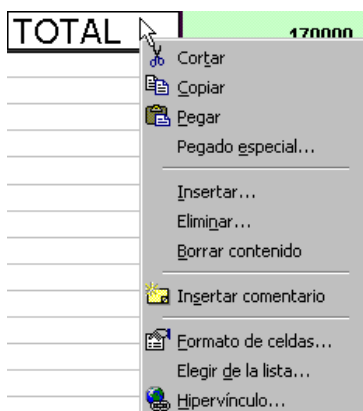 TOTAL 170000
Cortar
Copiar
Pegar
Pegado especial...
Insertar...
Eliminar...
Borrar contenido
Insertar comentario
Formato de celdas...
Elegir de la lista...
Hipervínculo...